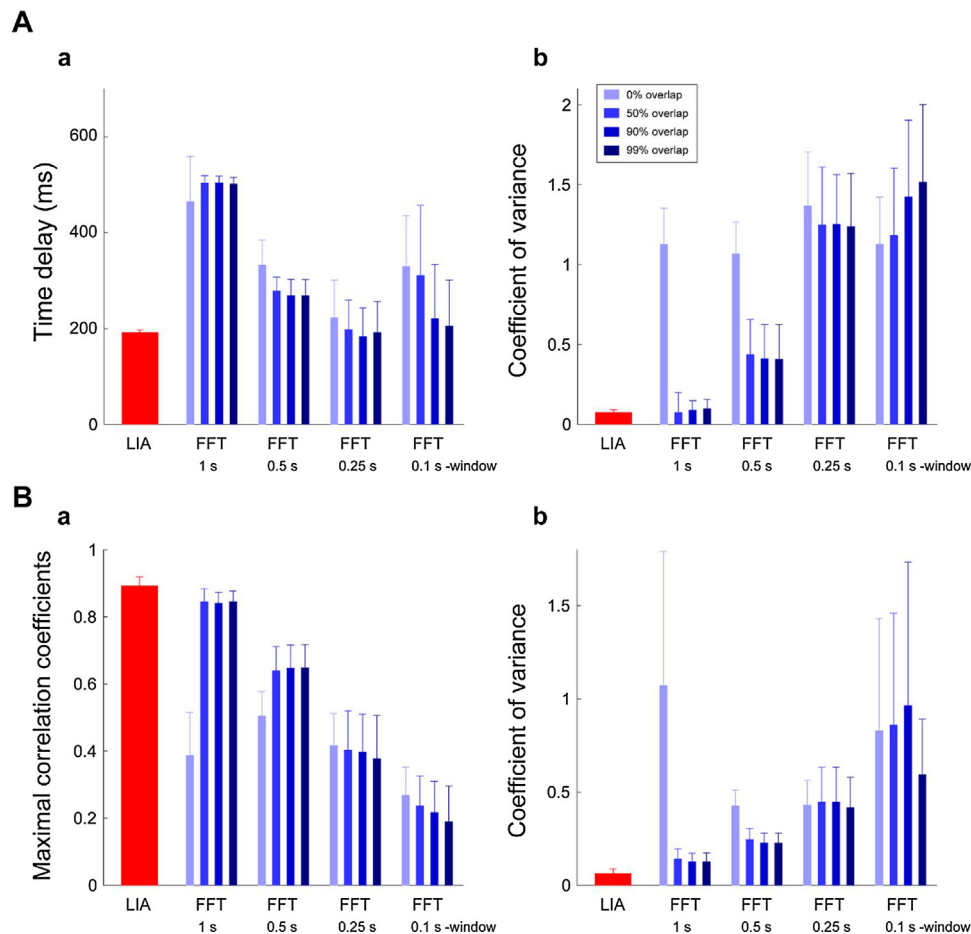 A
a
b
600
400
200
0
Time delay (ms)
LIA FFT FFT FFT FFT
1 s 0.5 s 0.25 s 0.1 s -window
2
1.5
1
0.5
0
Coefficient of variance
0% overlap
50% overlap
90% overlap
99% overlap
LIA FFT FFT FFT FFT
1 s 0.5 s 0.25 s 0.1 s -window
B
a
b
1
0.8
0.6
0.4
0.2
0
Maximal correlation coefficients
LIA FFT FFT FFT FFT
1 s 0.5 s 0.25 s 0.1 s -window
1.5
1
0.5
0
Coefficient of variance
LIA FFT FFT FFT FFT
1 s 0.5 s 0.25 s 0.1 s -window